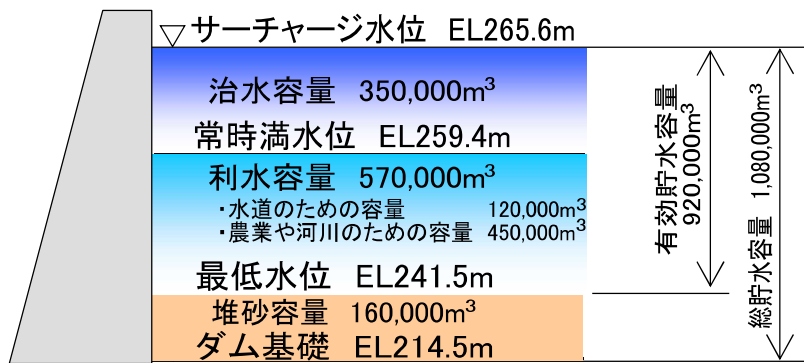 サーチャージ水位 EL265.6m
治水容量 350,000m³
常時満水位 EL259.4m
利水容量 570,000m³
・水道のための容量 120,000m³
・農業や河川のための容量 450,000m³
最低水位 EL241.5m
堆砂容量 160,000m³
ダム基礎 EL214.5m
有効貯水容量
920,000m³
総貯水容量 1,080,000m³